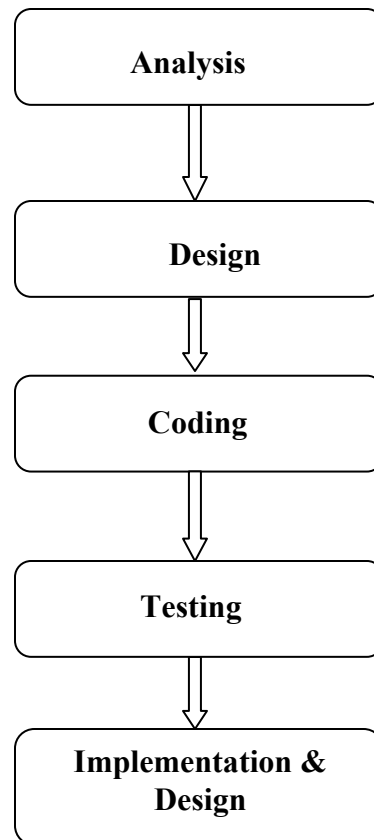 Analysis
Design
Coding
Testing
Implementation &
Design